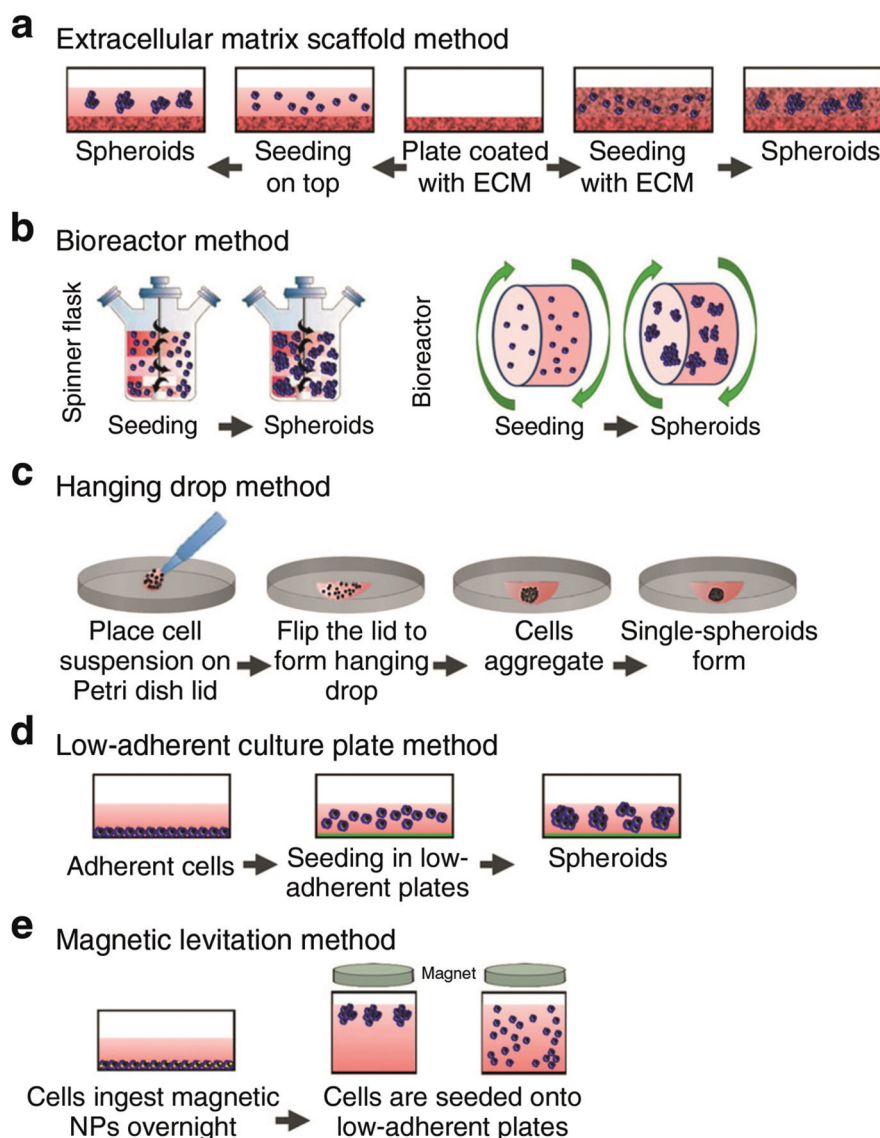 a Extracellular matrix scaffold method
Spheroids
Seeding
on top
Plate coated
with ECM
Seeding
with ECM
Spheroids
b Bioreactor method
Spinner flask
Seeding
Spheroids
Bioreactor
Seeding
Spheroids
c Hanging drop method
Place cell
suspension on
Petri dish lid
Flip the lid to
form hanging
drop
Cells
aggregate
Single-spheroids
form
d Low-adherent culture plate method
Adherent cells
Seeding in low-
adherent plates
Spheroids
e Magnetic levitation method
Magnet
Cells ingest magnetic
NPs overnight
Cells are seeded onto
low-adherent plates